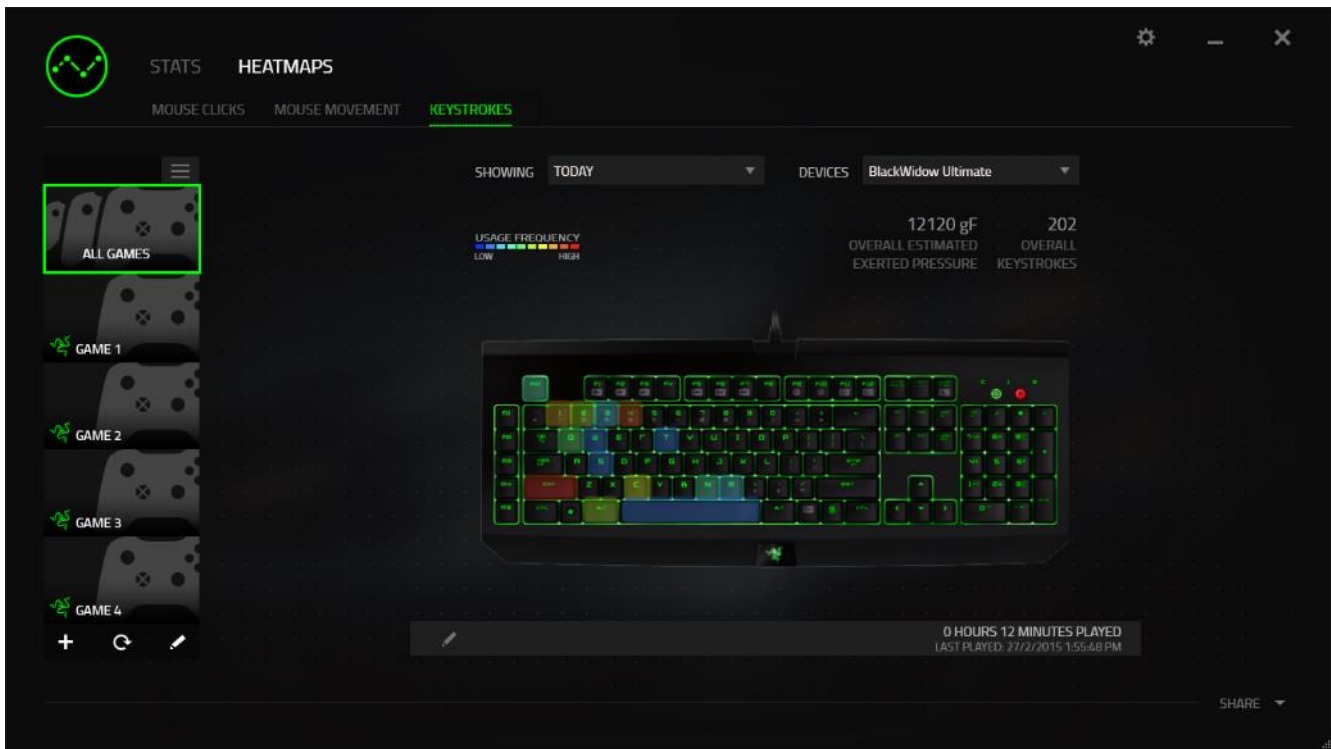 STATS HEATMAPS
MOUSE CLICKS MOUSE MOVEMENT KEYSTROKES
SHOWING TODAY DEVICES BlackWidow Ultimate
ALL GAMES
USAGE FREQUENCY
LOW HIGH
12120 gF 202
OVERALL ESTIMATED OVERALL
EXERTED PRESSURE KEYSTROKES
GAME 1
GAME 2
GAME 3
GAME 4
0 HOURS 12 MINUTES PLAYED
LAST PLAYED: 27/2/2015 1:55:48 PM
SHARE